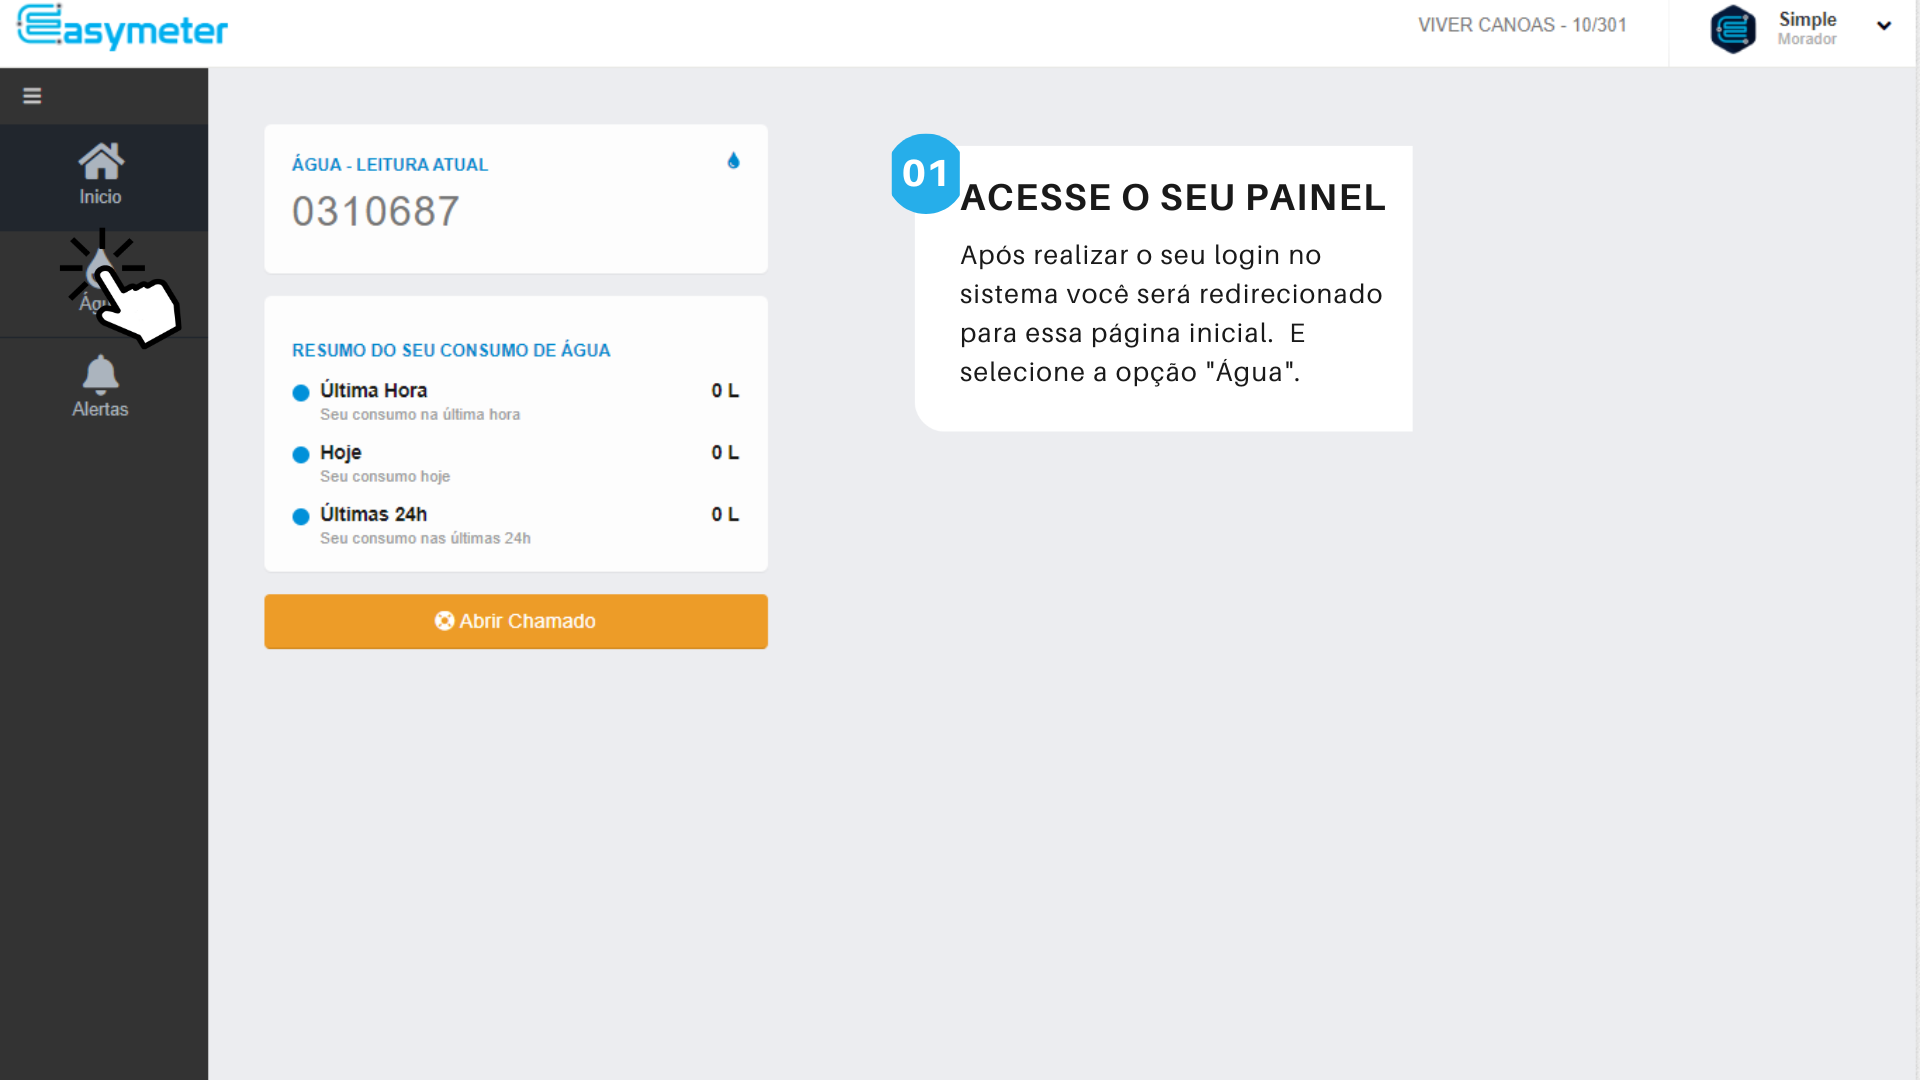 Easymeter
VIVER CANOAS - 10/301
Simple
Morador
Inicio
Alertas
ÁGUA - LEITURA ATUAL
0310687
RESUMO DO SEU CONSUMO DE ÁGUA
Última Hora 0 L
Seu consumo na última hora
Hoje 0 L
Seu consumo hoje
Últimas 24h 0 L
Seu consumo nas últimas 24h
Abrir Chamado
01
ACESSE O SEU PAINEL
Após realizar o seu login no
sistema você será redirecionado
para essa página inicial. E
selecione a opção "Água".